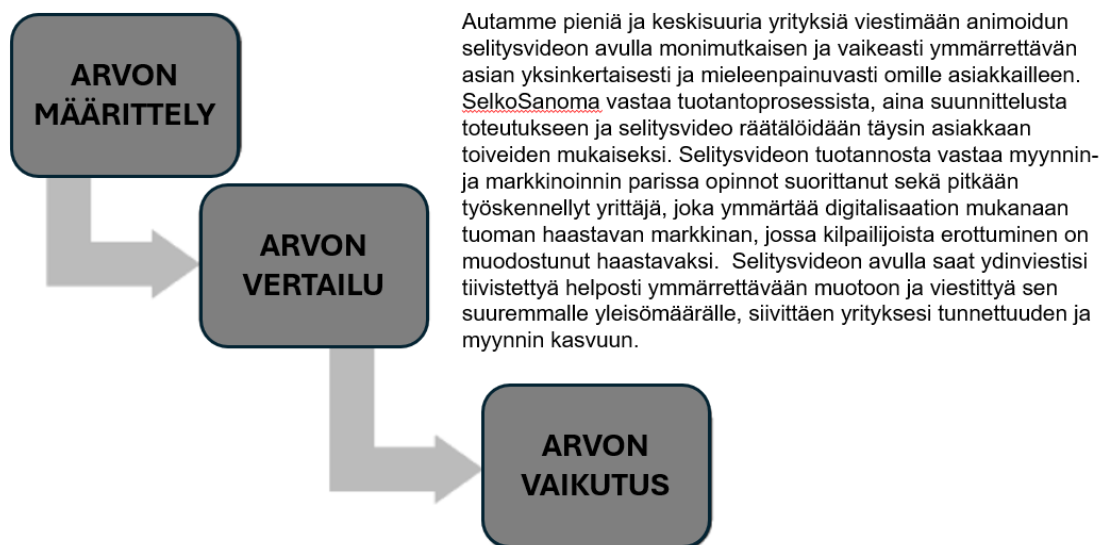 ARVON
MÄÄRITTELY
ARVON
VERTAILU
ARVON
VAIKUTUS
Autamme pieniä ja keskisuuria yrityksiä viestimään animoidun
selitysvideon avulla monimutkaisen ja vaikeasti ymmärrettävän
asian yksinkertaisesti ja mieleenpainuvasti omille asiakkailleen.
SelkoSanoma vastaa tuotantoprosessista, aina suunnittelusta
toteutukseen ja selitysvideo räätälöidään täysin asiakkaan
toiveiden mukaiseksi. Selitysvideon tuotannosta vastaa myynnin-
ja markkinoinnin parissa opinnot suorittanut sekä pitkään
työskennellyt yrittäjä, joka ymmärtää digitalisaation mukanaan
tuoman haastavan markkinan, jossa kilpailijoista erottuminen on
muodostunut haastavaksi.  Selitysvideon avulla saat ydinviestisi
tiivistettyä helposti ymmärrettävään muotoon ja viestittyä sen
suuremmalle yleisömäärälle, siivittäen yrityksesi tunnettuuden ja
myynnin kasvuun.